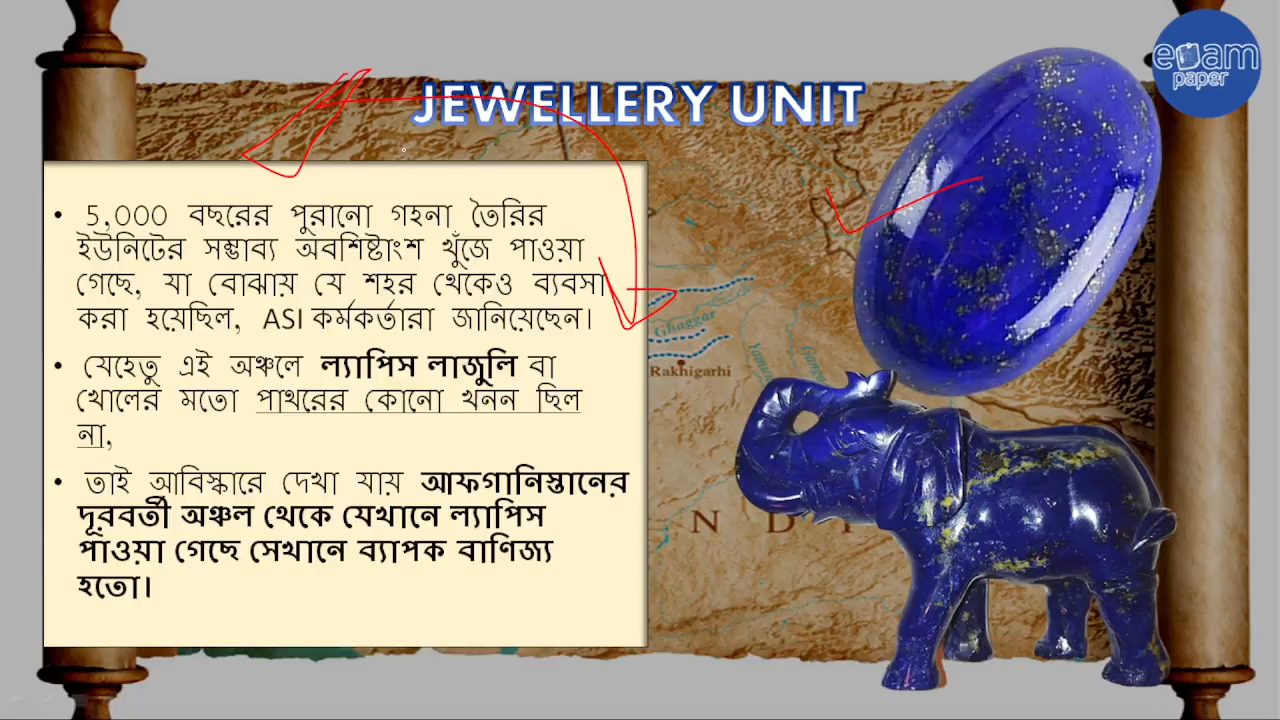 exam
paper
JEWELLERY UNIT
• 5,000 বছরের পুরানো গহনা তৈরির
ইউনিটের সম্ভাব্য অবশিষ্টাংশ খুঁজে পাওয়া
গেছে, যা বোঝায় যে শহর থেকেও ব্যবসা
করা হয়েছিল, ASI কর্মকর্তারা জানিয়েছেন।
• যেহেতু এই অঞ্চলে ল্যাপিস লাজুলি বা
খোলের মতো পাথরের কোনো খনন ছিল
না,
• তাই আবিস্কারে দেখা যায় আফগানিস্তানের
দূরবর্তী অঞ্চল থেকে যেখানে ল্যাপিস
পাওয়া গেছে সেখানে ব্যাপক বাণিজ্য
হতো।
Ghaggar
Rakhigarhi
N D I